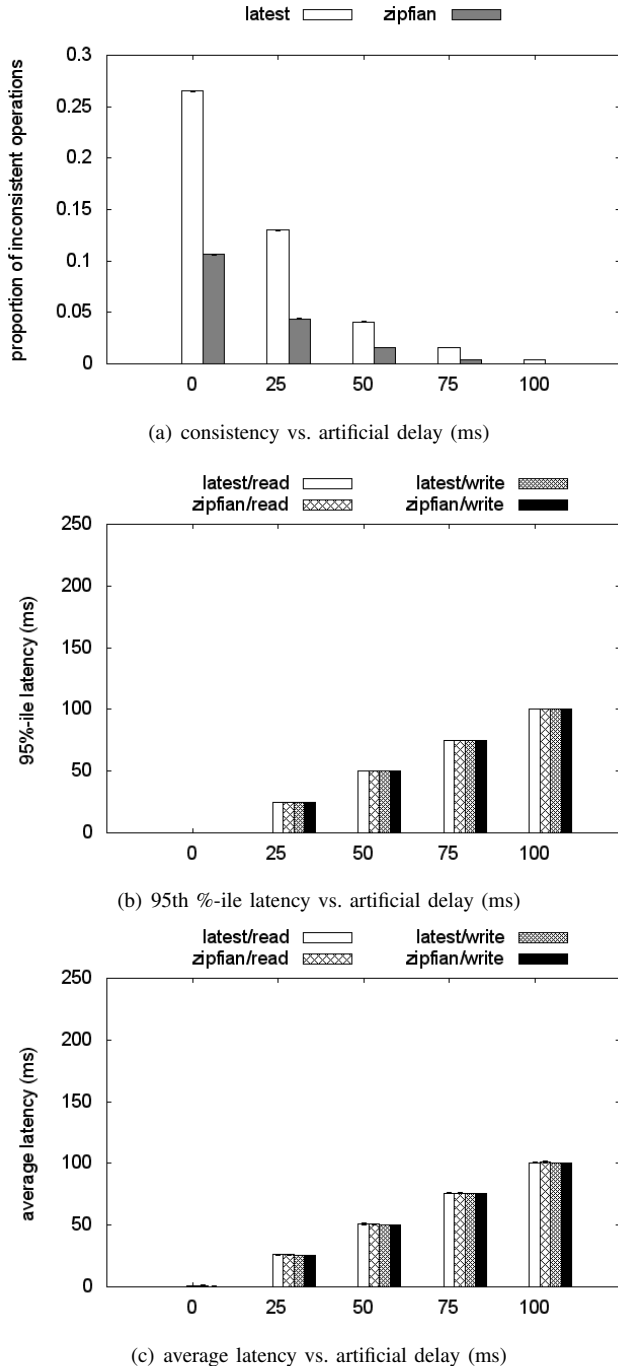 latest zipfian
0.3
0.25
0.2
0.15
0.1
0.05
0
proportion of inconsistent operations
0 25 50 75 100
(a) consistency vs. artificial delay (ms)
latest/read latest/write
zipfian/read zipfian/write
250
200
150
100
50
0
95%-ile latency (ms)
0 25 50 75 100
(b) 95th %-ile latency vs. artificial delay (ms)
latest/read latest/write
zipfian/read zipfian/write
250
200
150
100
50
0
average latency (ms)
0 25 50 75 100
(c) average latency vs. artificial delay (ms)